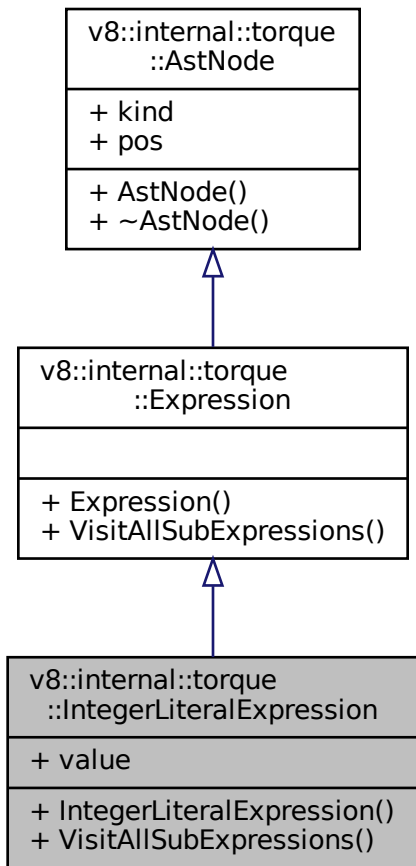 v8::internal::torque
::AstNode
+ kind
+ pos
+ AstNode()
+ ~AstNode()
v8::internal::torque
::Expression
+ Expression()
+ VisitAllSubExpressions()
v8::internal::torque
::IntegerLiteralExpression
+ value
+ IntegerLiteralExpression()
+ VisitAllSubExpressions()